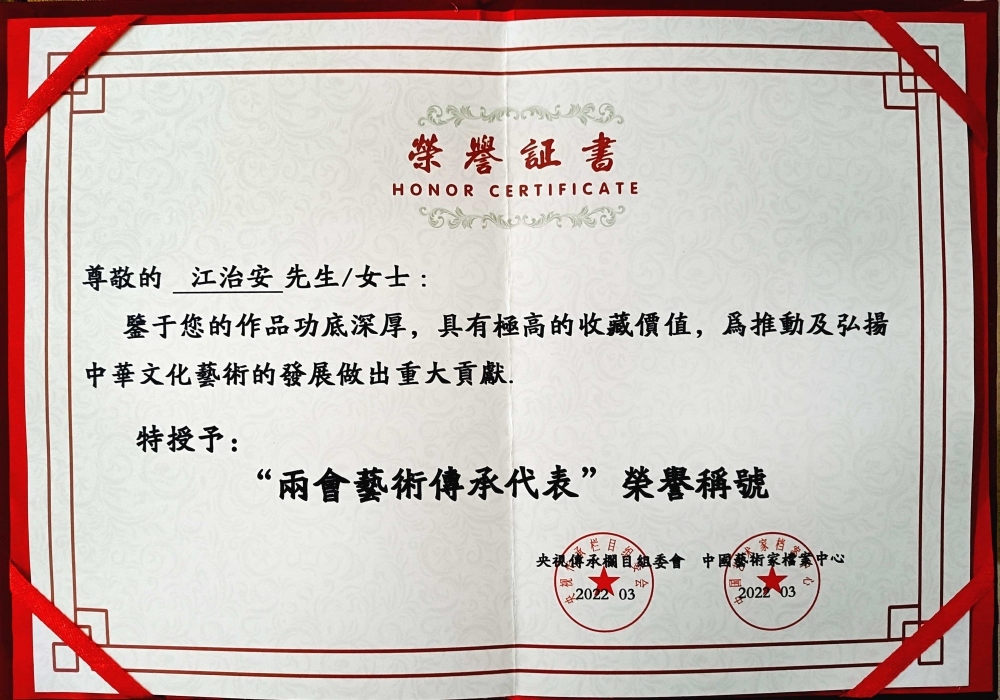 榮譽証書
HONOR CERTIFICATE
尊敬的 江治安 先生/女士：
鑒于您的作品功底深厚，具有極高的收藏價值，爲推動及弘揚
中華文化藝術的發展做出重大貢獻.
特授予：
“兩會藝術傳承代表”榮譽稱號
央視傳承欄目組委會 中國藝術家檔案中心
2022 03 2022 03